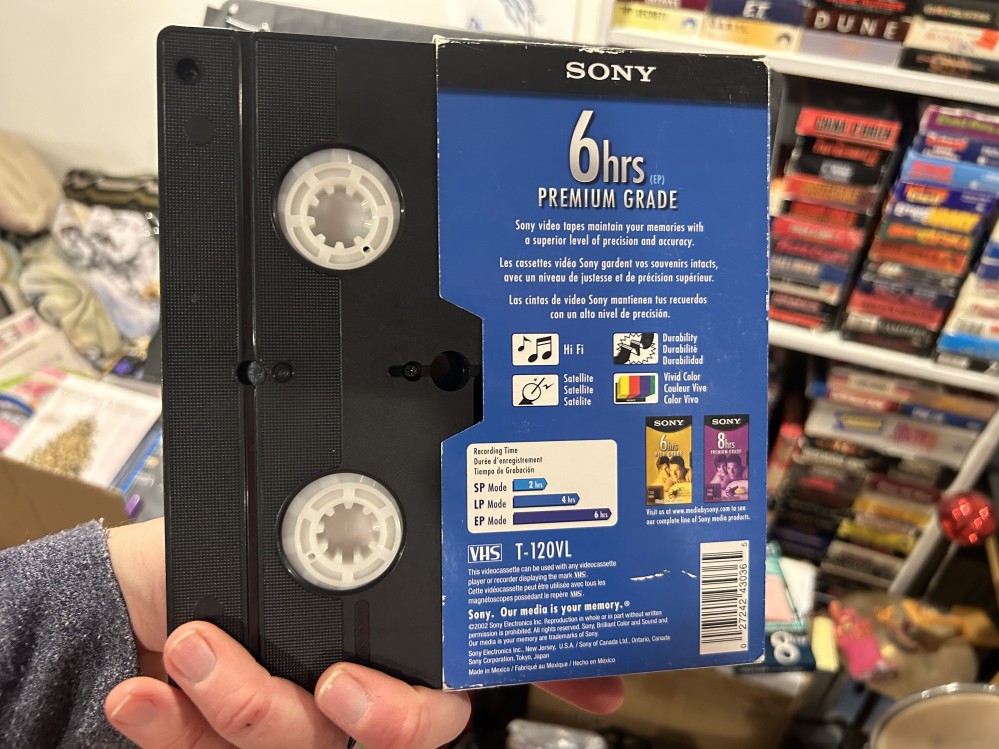 SONY
6hrs (EP)
PREMIUM GRADE
Sony video tapes maintain your memories with
a superior level of precision and accuracy.
Les cassettes vidéo Sony gardent vos souvenirs intacts,
avec un niveau de justesse et de précision supérieur.
Las cintas de video Sony mantienen tus recuerdos
con un alto nivel de precisión.
Hi Fi
Durability
Durabilité
Durabilidad
Satellite
Satellite
Satélite
Vivid Color
Couleur Vive
Color Vivo
Recording Time
Durée d'enregistrement
Tiempo de Grabación
SP Mode 2 hrs
LP Mode 4 hrs
EP Mode 6 hrs
SONY
6hrs
SONY
8hrs
PREMIUM GRADE
Visit us at www.mediabysony.com to see
our complete line of Sony media products.
VHS T-120VL
This videocassette can be used with any videocassette
player or recorder displaying the mark VHS.
Cette vidéocassette peut être utilisée avec tous les
magnétoscopes possédant le repère VHS.
Sony. Our media is your memory.®
©2002 Sony Electronics Inc. Reproduction in whole or in part without written
permission is prohibited. All rights reserved. Sony, Brilliant Color and Sound and
Our media is your memory are trademarks of Sony.
Sony Electronics Inc., New Jersey, U.S.A. / Sony of Canada Ltd., Ontario, Canada
Sony Corporation, Tokyo, Japan
Made in Mexico / Fabriqué au Mexique / Hecho en México
0 27242 43036 5
E.T.
DUNE
CHINA O'BRIEN
8hr